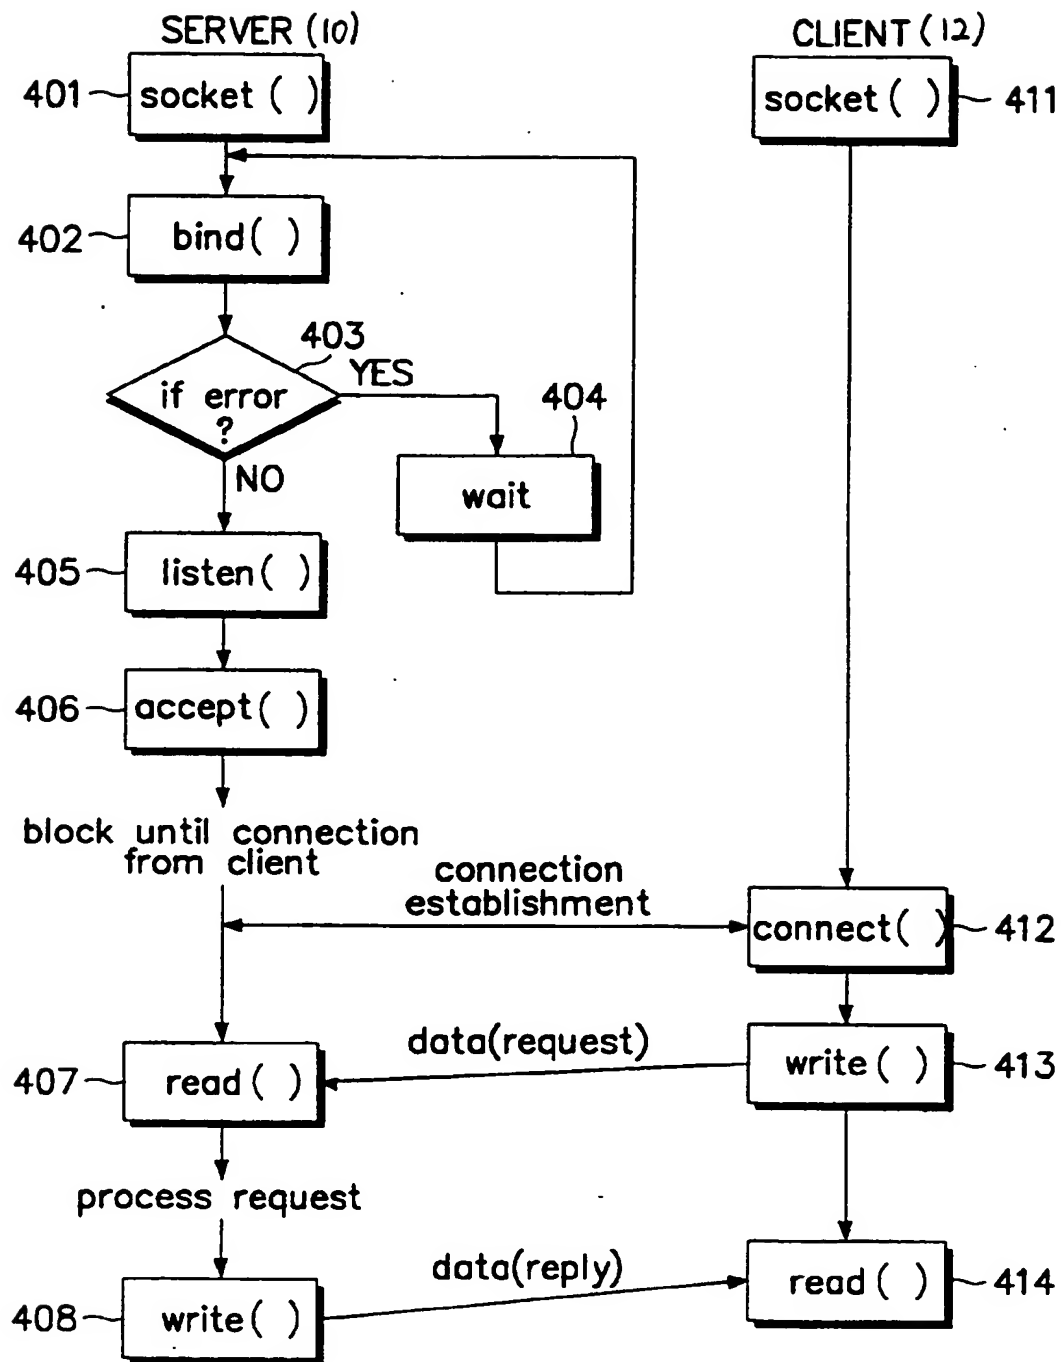 SERVER (10)
CLIENT (12)
401
socket ( )
socket ( )
411
402
bind ( )
403
if error
?
YES
404
NO
wait
405
listen ( )
406
accept ( )
block until connection
from client
connection
establishment
connect ( )
412
data(request)
407
read ( )
write ( )
413
process request
data(reply)
408
write ( )
read ( )
414